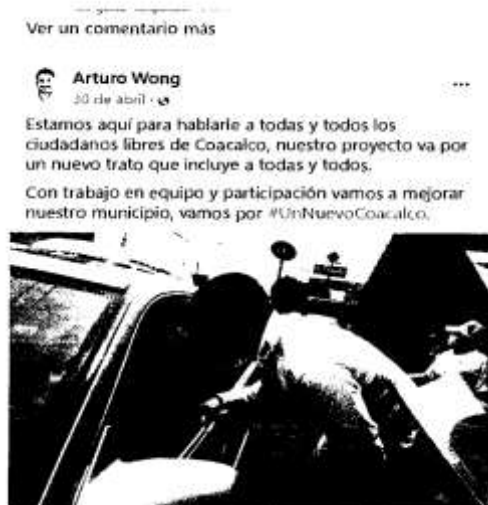 Ver un comentario más
Arturo Wong
30 de abril
Estamos aquí para hablarle a todas y todos los
ciudadanos libres de Coacalco, nuestro proyecto va por
un nuevo trato que incluye a todas y todos.
Con trabajo en equipo y participación vamos a mejorar
nuestro municipio, vamos por #UnNuevoCoacalco.